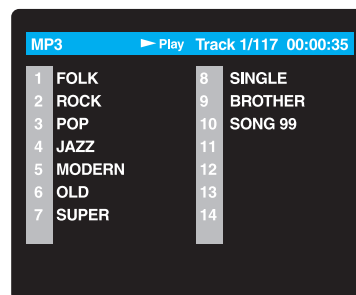 MP3 ► Play Track 1/117 00:00:35
1 FOLK
2 ROCK
3 POP
4 JAZZ
5 MODERN
6 OLD
7 SUPER
8 SINGLE
9 BROTHER
10 SONG 99
11
12
13
14